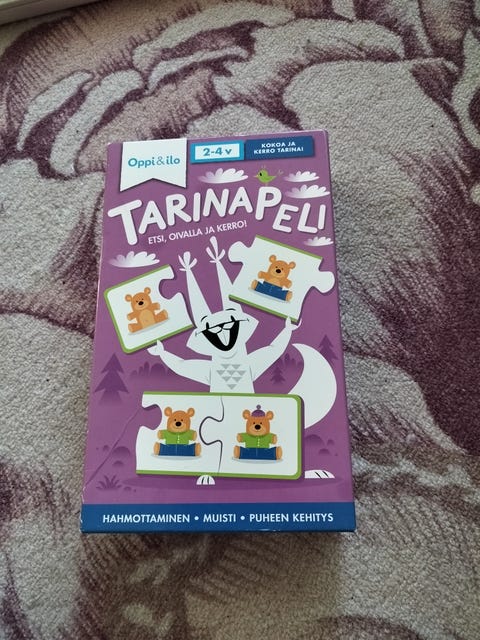 Oppi&ilo
2-4 v
KOKOA JA
KERRO TARINA!
TARINAPELI
ETSI, OIVALLA JA KERRO!
HAHMOTTAMINEN • MUISTI • PUHEEN KEHITYS